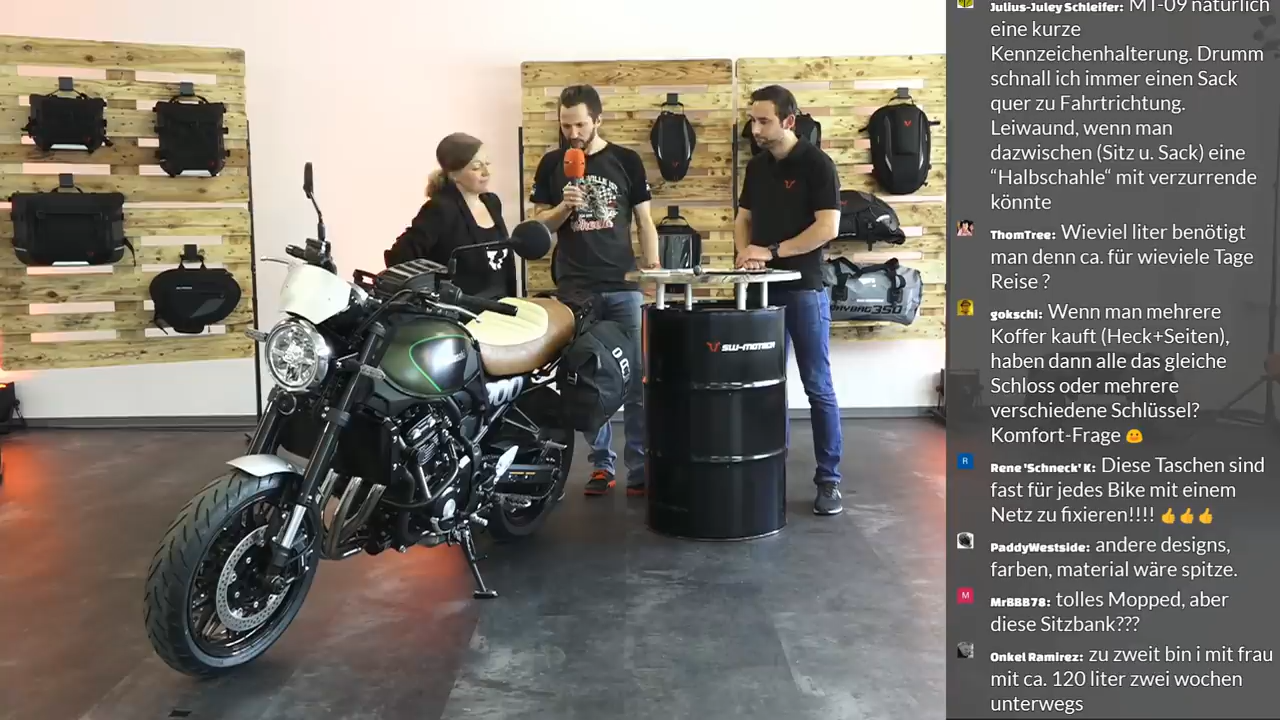 Julius-Juley Schleifer: MT-09 natürlich
eine kurze
Kennzeichenhalterung. Drumm
schnall ich immer einen Sack
quer zu Fahrtrichtung.
Leiwaund, wenn man
dazwischen (Sitz u. Sack) eine
“Halbschahle“ mit verzurrende
könnte
ThomTree: Wieviel liter benötigt
man denn ca. für wieviele Tage
Reise ?
gokschi: Wenn man mehrere
Koffer kauft (Heck+Seiten),
haben dann alle das gleiche
Schloss oder mehrere
verschiedene Schlüssel?
Komfort-Frage 🌞
R
Rene 'Schneck' K: Diese Taschen sind
fast für jedes Bike mit einem
Netz zu fixieren!!!! 👍👍👍
PaddyWestside: andere designs,
farben, material wäre spitze.
M
MrBBB78: tolles Mopped, aber
diese Sitzbank???
Onkel Ramirez: zu zweit bin i mit frau
mit ca. 120 liter zwei wochen
unterwegs
SW-MOTECH
350